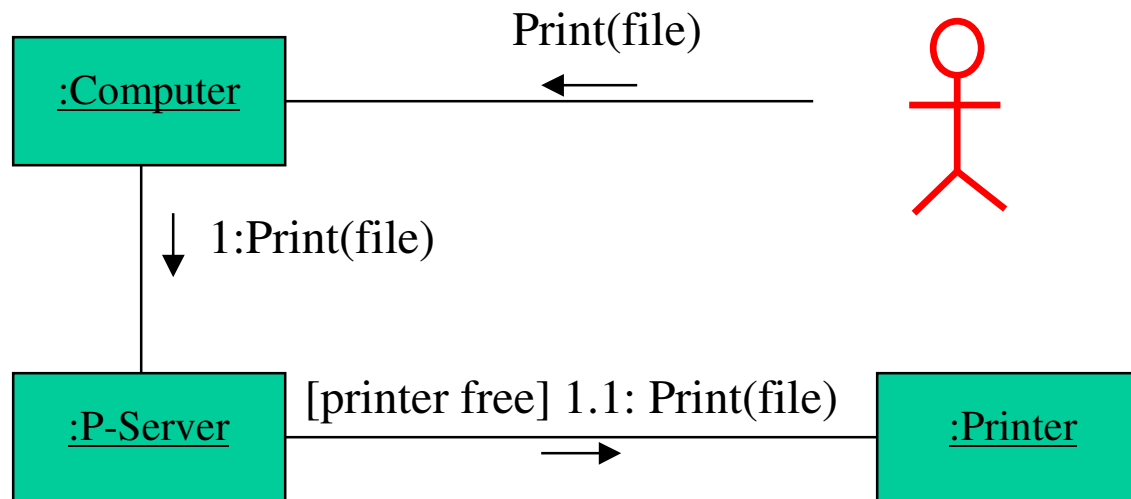 Print(file)
:Computer
1:Print(file)
[printer free] 1.1: Print(file)
:P-Server
:Printer